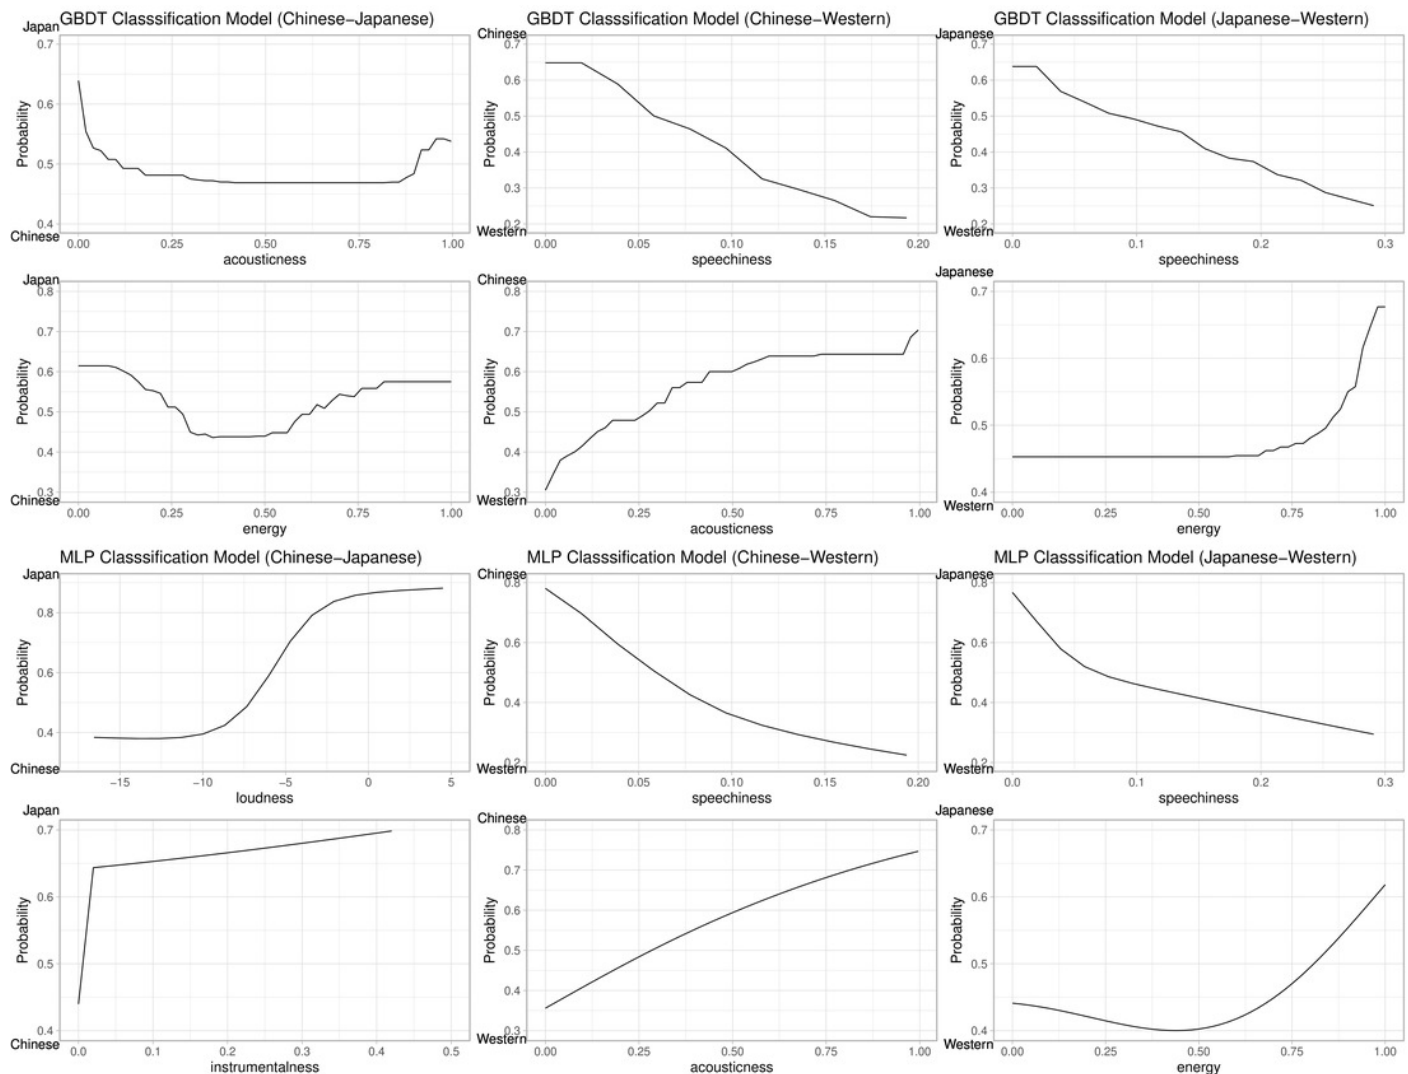 GBDT Classsification Model (Chinese−Japanese)
Japan
0.7
0.6
0.5
0.4
Probability
Chinese
0.00 0.25 0.50 0.75 1.00
acousticness
GBDT Classsification Model (Chinese−Western)
Chinese
0.7
0.6
0.5
0.4
0.3
0.2
Probability
Western
0.00 0.05 0.10 0.15 0.20
speechiness
GBDT Classsification Model (Japanese−Western)
Japanese
0.7
0.6
0.5
0.4
0.3
0.2
Probability
Western
0.0 0.1 0.2 0.3
speechiness
Japan
0.8
0.7
0.6
0.5
0.4
0.3
Probability
Chinese
0.00 0.25 0.50 0.75 1.00
energy
Chinese
0.8
0.7
0.6
0.5
0.4
0.3
Probability
Western
0.00 0.25 0.50 0.75 1.00
acousticness
Japanese
0.7
0.6
0.5
0.4
Probability
Western
0.00 0.25 0.50 0.75 1.00
energy
MLP Classsification Model (Chinese−Japanese)
Japan
0.8
0.6
0.4
Probability
Chinese
−15 −10 −5 0 5
loudness
MLP Classsification Model (Chinese−Western)
Chinese
0.8
0.6
0.4
0.2
Probability
Western
0.00 0.05 0.10 0.15 0.20
speechiness
MLP Classsification Model (Japanese−Western)
Japanese
0.8
0.6
0.4
0.2
Probability
Western
0.0 0.1 0.2 0.3
speechiness
Japan
0.7
0.6
0.5
0.4
Probability
Chinese
0.0 0.1 0.2 0.3 0.4 0.5
instrumentalness
Chinese
0.8
0.7
0.6
0.5
0.4
0.3
Probability
Western
0.00 0.25 0.50 0.75 1.00
acousticness
Japanese
0.7
0.6
0.5
0.4
Probability
Western
0.00 0.25 0.50 0.75 1.00
energy